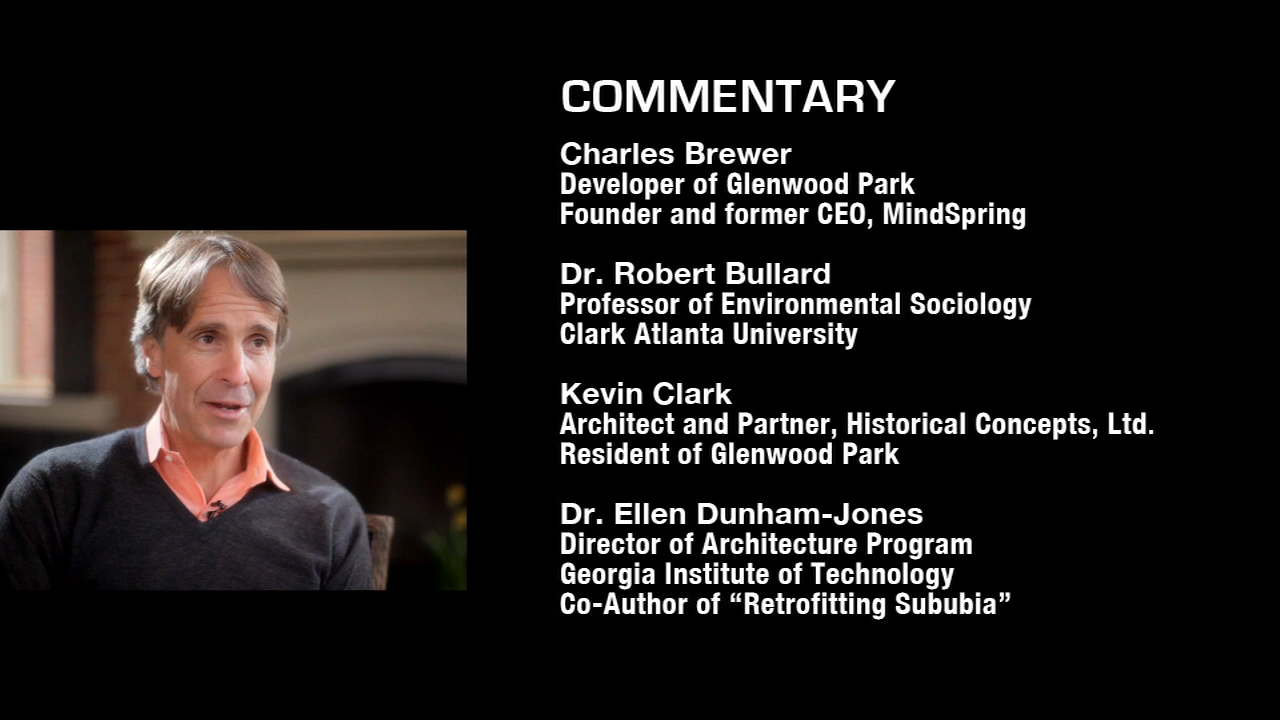 COMMENTARY
Charles Brewer
Developer of Glenwood Park
Founder and former CEO, MindSpring
Dr. Robert Bullard
Professor of Environmental Sociology
Clark Atlanta University
Kevin Clark
Architect and Partner, Historical Concepts, Ltd.
Resident of Glenwood Park
Dr. Ellen Dunham-Jones
Director of Architecture Program
Georgia Institute of Technology
Co-Author of “Retrofitting Sububia”